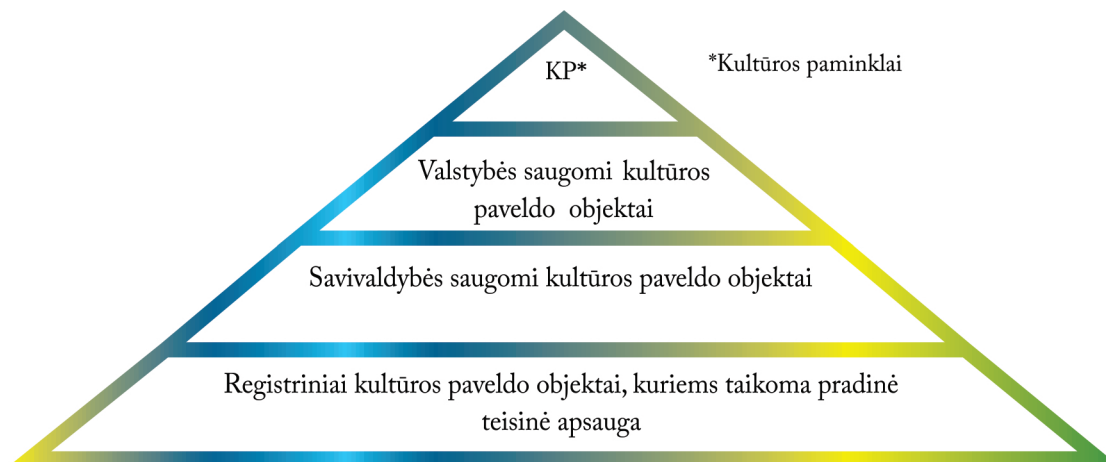 KP*
*Kultūros paminklai
Valstybės saugomi kultūros
paveldo objektai
Savivaldybės saugomi kultūros paveldo objektai
Registriniai kultūros paveldo objektai, kuriems taikoma pradinė
teisinė apsauga